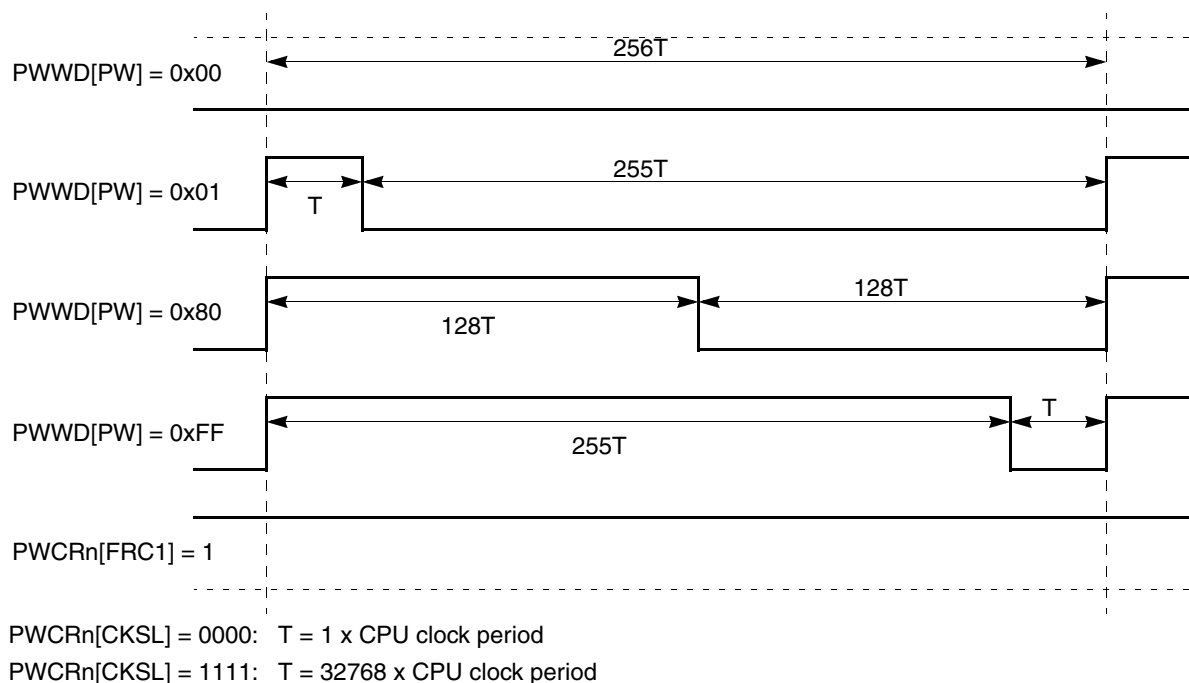 256T
PWWD[PW] = 0x00
255T
PWWD[PW] = 0x01
T
128T
PWWD[PW] = 0x80
128T
T
PWWD[PW] = 0xFF
255T
PWCRn[FRC1] = 1
PWCRn[CKSL] = 0000: T = 1 x CPU clock period
PWCRn[CKSL] = 1111: T = 32768 x CPU clock period